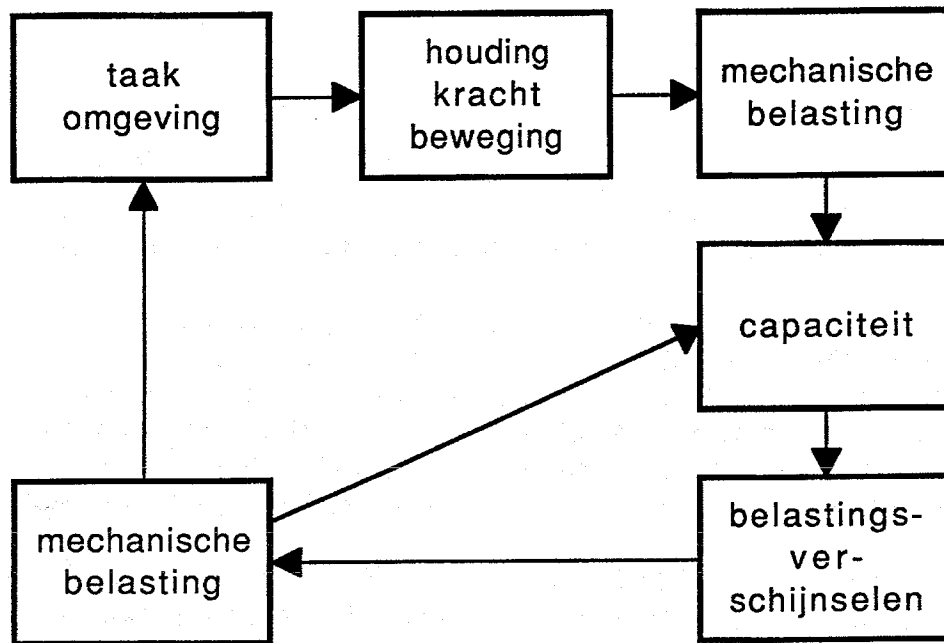 taak
omgeving
houding
kracht
beweging
mechanische
belasting
capaciteit
mechanische
belasting
belastings-
ver-
schijnselen